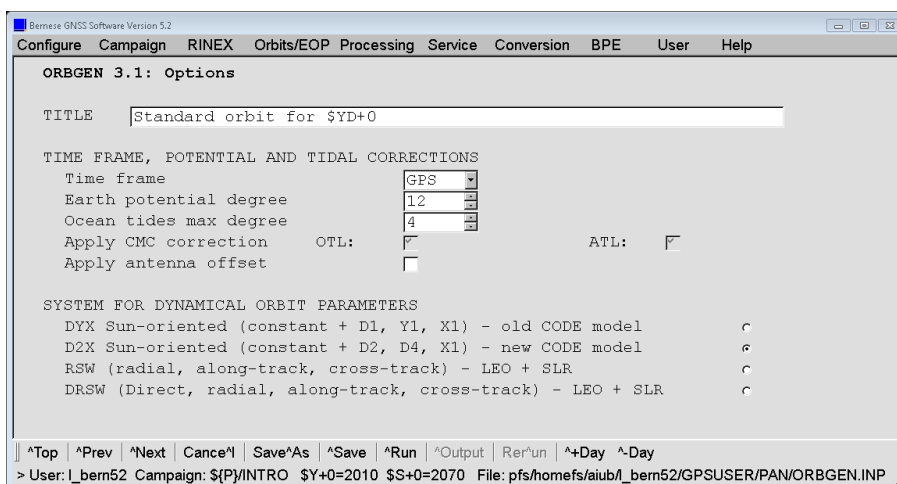 Bernese GNSS Software Version 5.2
Configure Campaign RINEX Orbits/EOP Processing Service Conversion BPE User Help
ORBGEN 3.1: Options
TITLE Standard orbit for $YD+0
TIME FRAME, POTENTIAL AND TIDAL CORRECTIONS
Time frame GPS
Earth potential degree 12
Ocean tides max degree 4
Apply CMC correction OTL: ATL:
Apply antenna offset
SYSTEM FOR DYNAMICAL ORBIT PARAMETERS
DYX Sun-oriented (constant + D1, Y1, X1) - old CODE model
D2X Sun-oriented (constant + D2, D4, X1) - new CODE model
RSW (radial, along-track, cross-track) - LEO + SLR
DRSW (Direct, radial, along-track, cross-track) - LEO + SLR
^Top ^Prev ^Next Cance^l Save^As ^Save ^Run ^Output Rer^un ^+Day ^-Day
> User: l_bern52 Campaign: ${P}/INTRO $Y+0=2010 $S+0=2070 File: pfs/homefs/aiub/l_bern52/GPSUSER/PAN/ORBGEN.INP